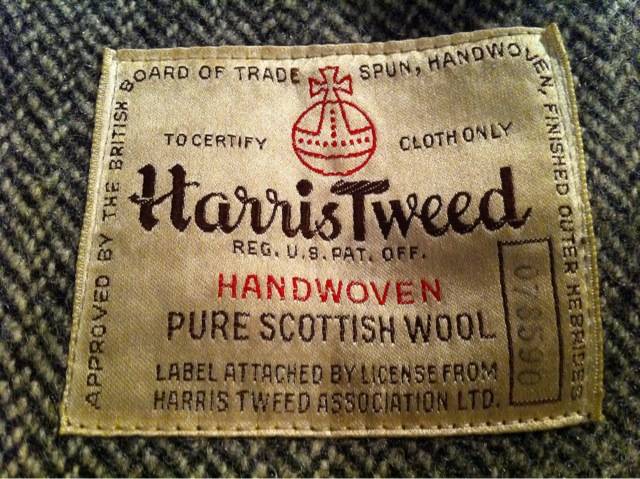 APPROVED BY THE BRITISH BOARD OF TRADE
SPUN, HANDWOVEN, FINISHED OUTER HEBRIDES
TO CERTIFY CLOTH ONLY
Harris Tweed
REG. U.S. PAT. OFF.
HANDWOVEN
PURE SCOTTISH WOOL
LABEL ATTACHED BY LICENSE FROM
HARRIS TWEED ASSOCIATION LTD.